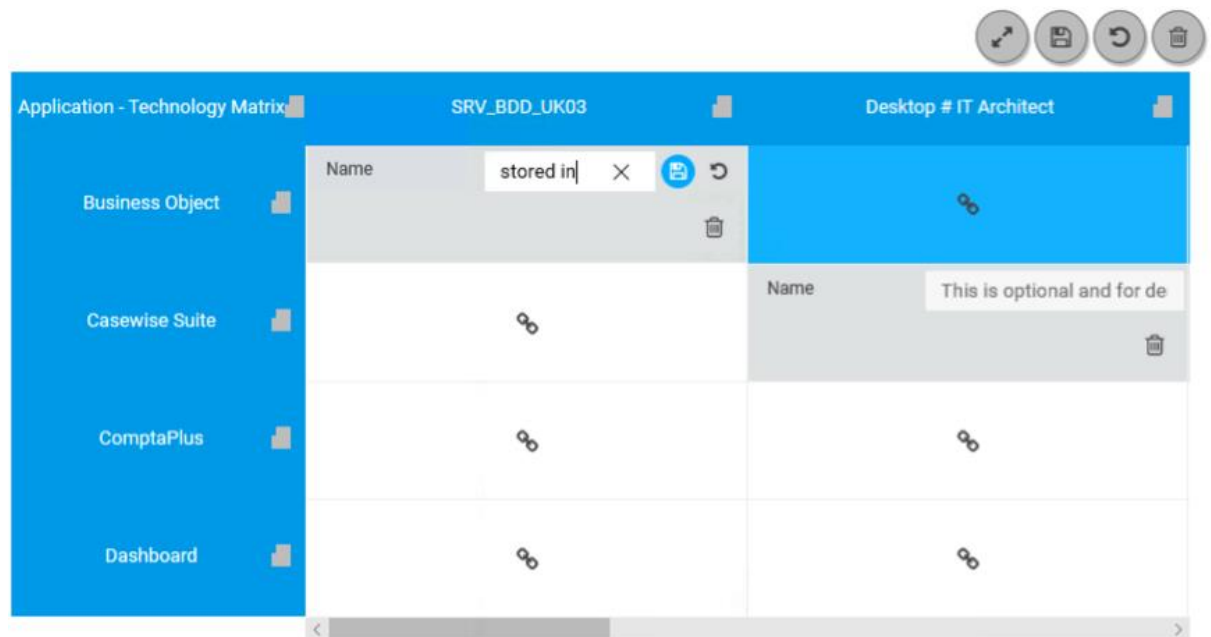 Application - Technology Matrix SRV_BDD_UK03 Desktop # IT Architect
Name stored in
Business Object
Name This is optional and for de
Casewise Suite
ComptaPlus
Dashboard